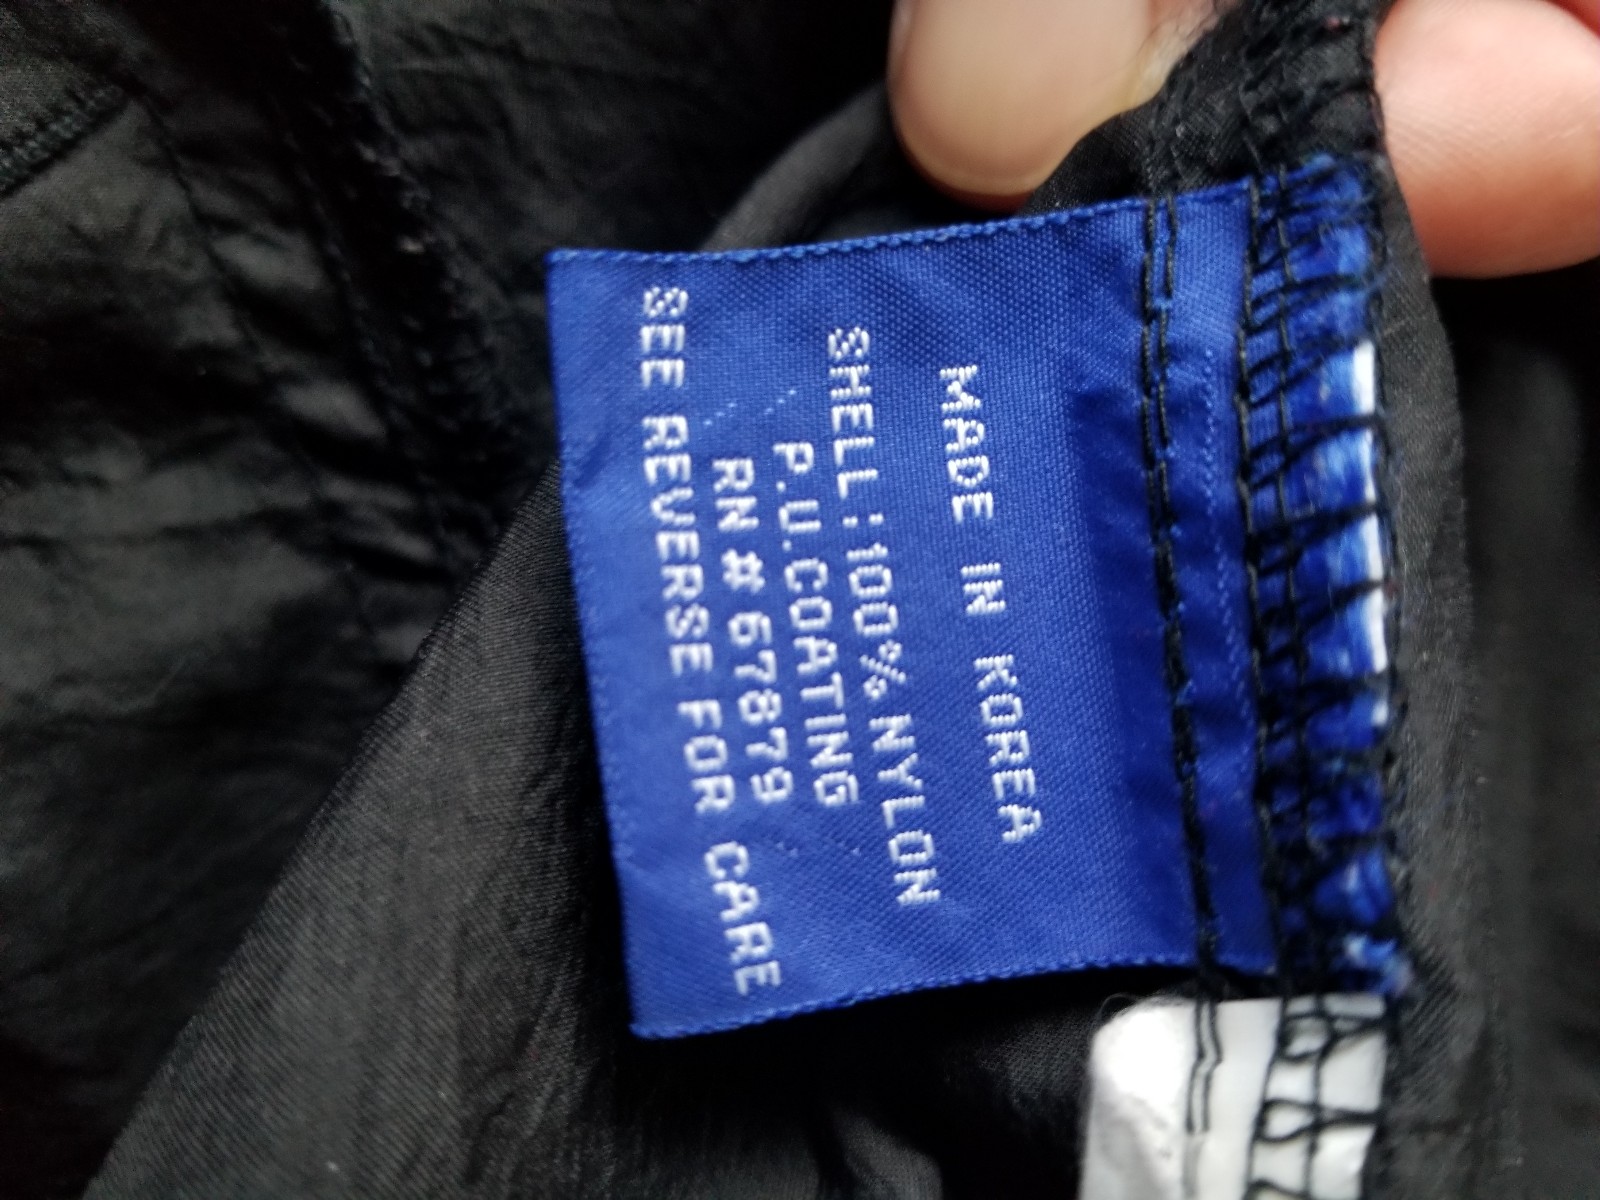 MADE IN KOREA
SHELL:100% NYLON
P.U.COATING
RN # 67879
SEE REVERSE FOR CARE